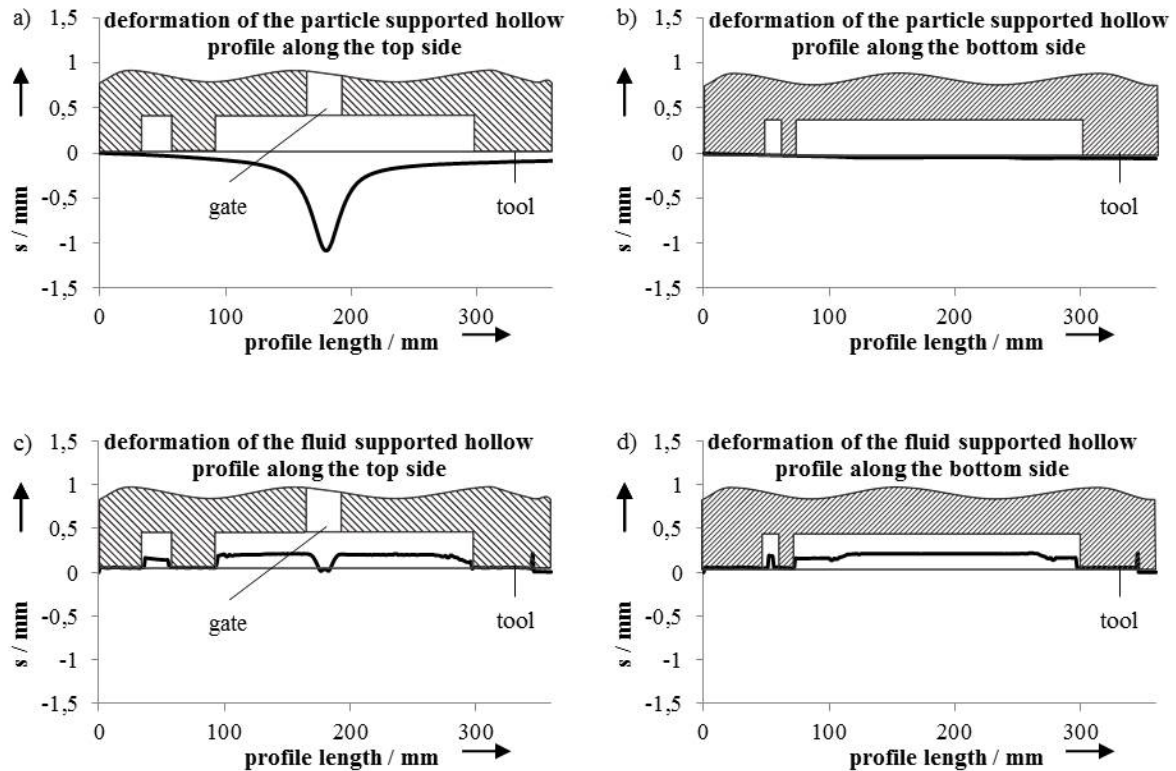 a)
deformation of the particle supported hollow
profile along the top side
1,5
1
0,5
0
-0,5
-1
-1,5
s / mm
gate
tool
0
100
200
300
profile length / mm
b)
deformation of the particle supported hollow
profile along the bottom side
1,5
1
0,5
0
-0,5
-1
-1,5
s / mm
tool
0
100
200
300
profile length / mm
c)
deformation of the fluid supported hollow
profile along the top side
1,5
1
0,5
0
-0,5
-1
-1,5
s / mm
gate
tool
0
100
200
300
profile length / mm
d)
deformation of the fluid supported hollow
profile along the bottom side
1,5
1
0,5
0
-0,5
-1
-1,5
s / mm
tool
0
100
200
300
profile length / mm